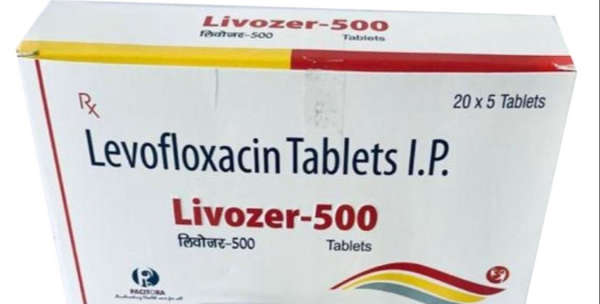 Livozer-500
लिवोजर-500 Tablets
Rx
20 x 5 Tablets
Levofloxacin Tablets I.P.
Livozer-500
लिवोजर-500 Tablets